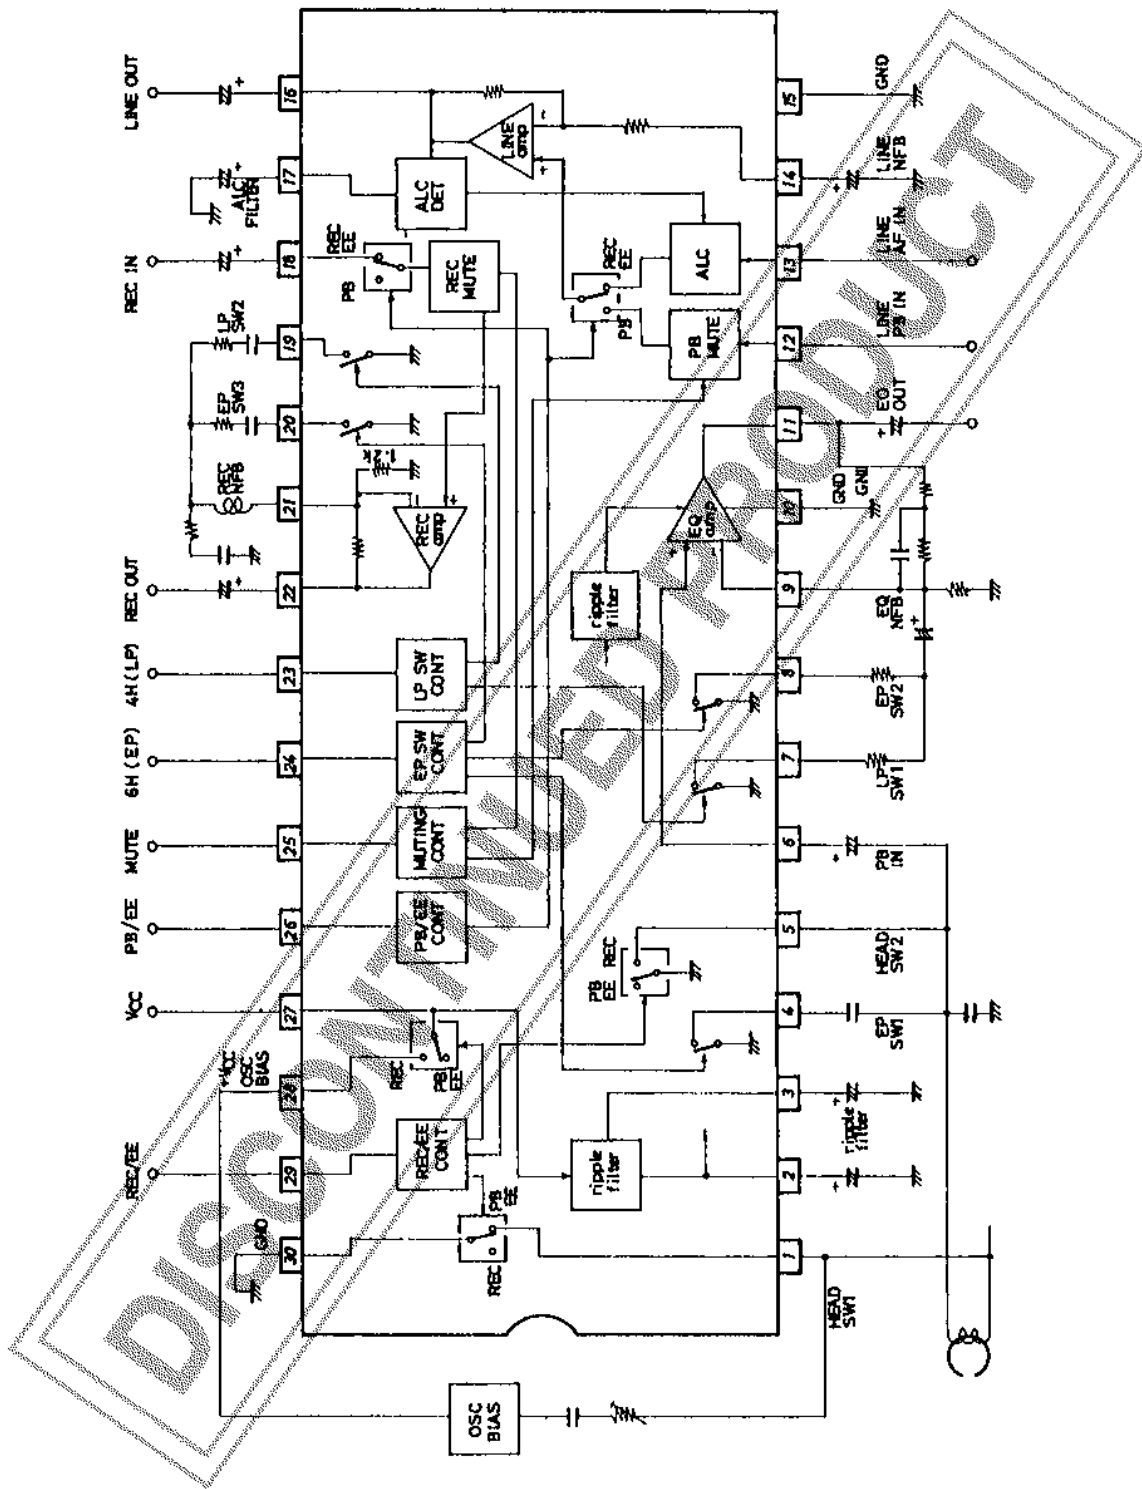 LINE OUT
REC IN
REC OUT
4H (LP)
6H (EP)
MUTE
PB/EE
VCC
REC/EE
ALC
FILTER
LP
SW2
EP
SW3
REC
NFB
+VCC
OSC
BIAS
GND
16
17
18
19
20
21
22
23
24
25
26
27
28
29
30
LINE
amp
ALC
DET
REC
EE
PB
REC
MUTE
REC
EE
PB
ALC
PB
MUTE
REC
amp
EQ
amp
ripple
filter
LP SW
CONT
EP SW
CONT
MUTING
CONT
PB/EE
CONT
REC
PB
EE
PB
EE
REC
REC/EE
CONT
PB
EE
REC
ripple
filter
15
14
13
12
11
10
9
8
7
6
5
4
3
2
1
GND
LINE
NFB
LINE
AF IN
LINE
PB IN
EQ
OUT
GND
EQ
NFB
EP
SW2
LP
SW1
PB
IN
HEAD
SW2
EP
SW1
ripple
filter
HEAD
SW1
OSC
BIAS
DISCONTINUED PRODUCT